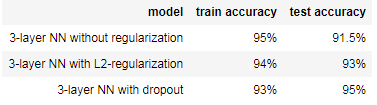 model train accuracy test accuracy
3-layer NN without regularization 95% 91.5%
3-layer NN with L2-regularization 94% 93%
3-layer NN with dropout 93% 95%